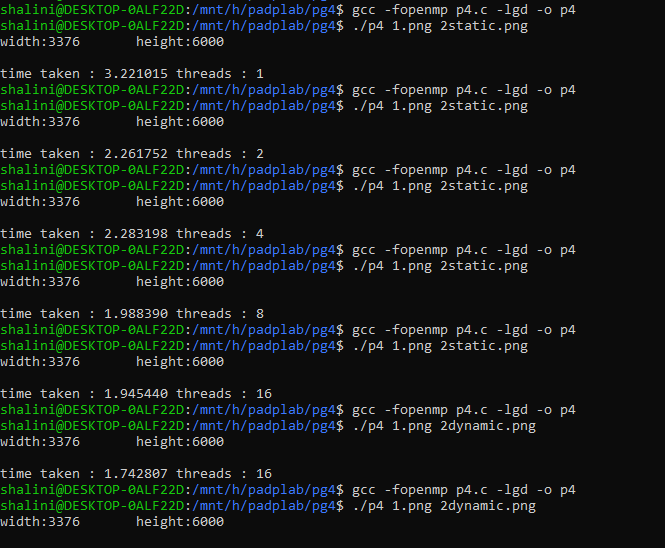 shalini@DESKTOP-0ALF22D:/mnt/h/padplab/pg4$ gcc -fopenmp p4.c -lgd -o p4
shalini@DESKTOP-0ALF22D:/mnt/h/padplab/pg4$ ./p4 1.png 2static.png
width:3376       height:6000
time taken : 3.221015 threads : 1
shalini@DESKTOP-0ALF22D:/mnt/h/padplab/pg4$ gcc -fopenmp p4.c -lgd -o p4
shalini@DESKTOP-0ALF22D:/mnt/h/padplab/pg4$ ./p4 1.png 2static.png
width:3376       height:6000
time taken : 2.261752 threads : 2
shalini@DESKTOP-0ALF22D:/mnt/h/padplab/pg4$ gcc -fopenmp p4.c -lgd -o p4
shalini@DESKTOP-0ALF22D:/mnt/h/padplab/pg4$ ./p4 1.png 2static.png
width:3376       height:6000
time taken : 2.283198 threads : 4
shalini@DESKTOP-0ALF22D:/mnt/h/padplab/pg4$ gcc -fopenmp p4.c -lgd -o p4
shalini@DESKTOP-0ALF22D:/mnt/h/padplab/pg4$ ./p4 1.png 2static.png
width:3376       height:6000
time taken : 1.988390 threads : 8
shalini@DESKTOP-0ALF22D:/mnt/h/padplab/pg4$ gcc -fopenmp p4.c -lgd -o p4
shalini@DESKTOP-0ALF22D:/mnt/h/padplab/pg4$ ./p4 1.png 2static.png
width:3376       height:6000
time taken : 1.945440 threads : 16
shalini@DESKTOP-0ALF22D:/mnt/h/padplab/pg4$ gcc -fopenmp p4.c -lgd -o p4
shalini@DESKTOP-0ALF22D:/mnt/h/padplab/pg4$ ./p4 1.png 2dynamic.png
width:3376       height:6000
time taken : 1.742807 threads : 16
shalini@DESKTOP-0ALF22D:/mnt/h/padplab/pg4$ gcc -fopenmp p4.c -lgd -o p4
shalini@DESKTOP-0ALF22D:/mnt/h/padplab/pg4$ ./p4 1.png 2dynamic.png
width:3376       height:6000